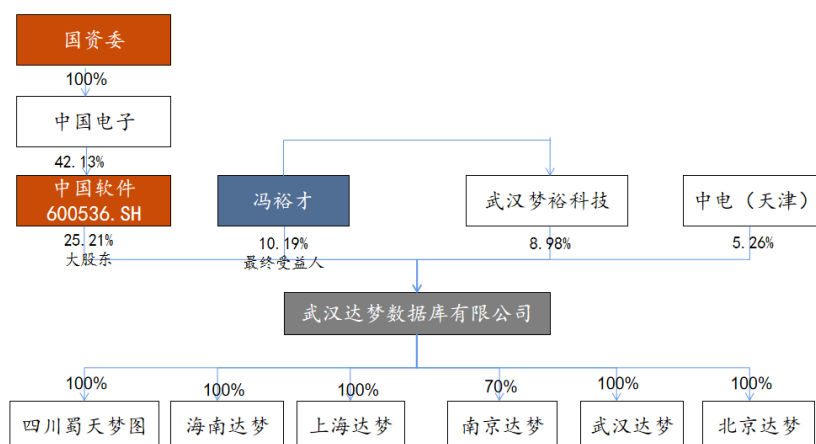 国资委
100%
中国电子
42.13%
中国软件
600536.SH
冯裕才
武汉梦裕科技
中电（天津）
25.21%
大股东
10.19%
最终受益人
8.98%
5.26%
武汉达梦数据库有限公司
100%
100%
100%
70%
100%
100%
四川蜀天梦图
海南达梦
上海达梦
南京达梦
武汉达梦
北京达梦